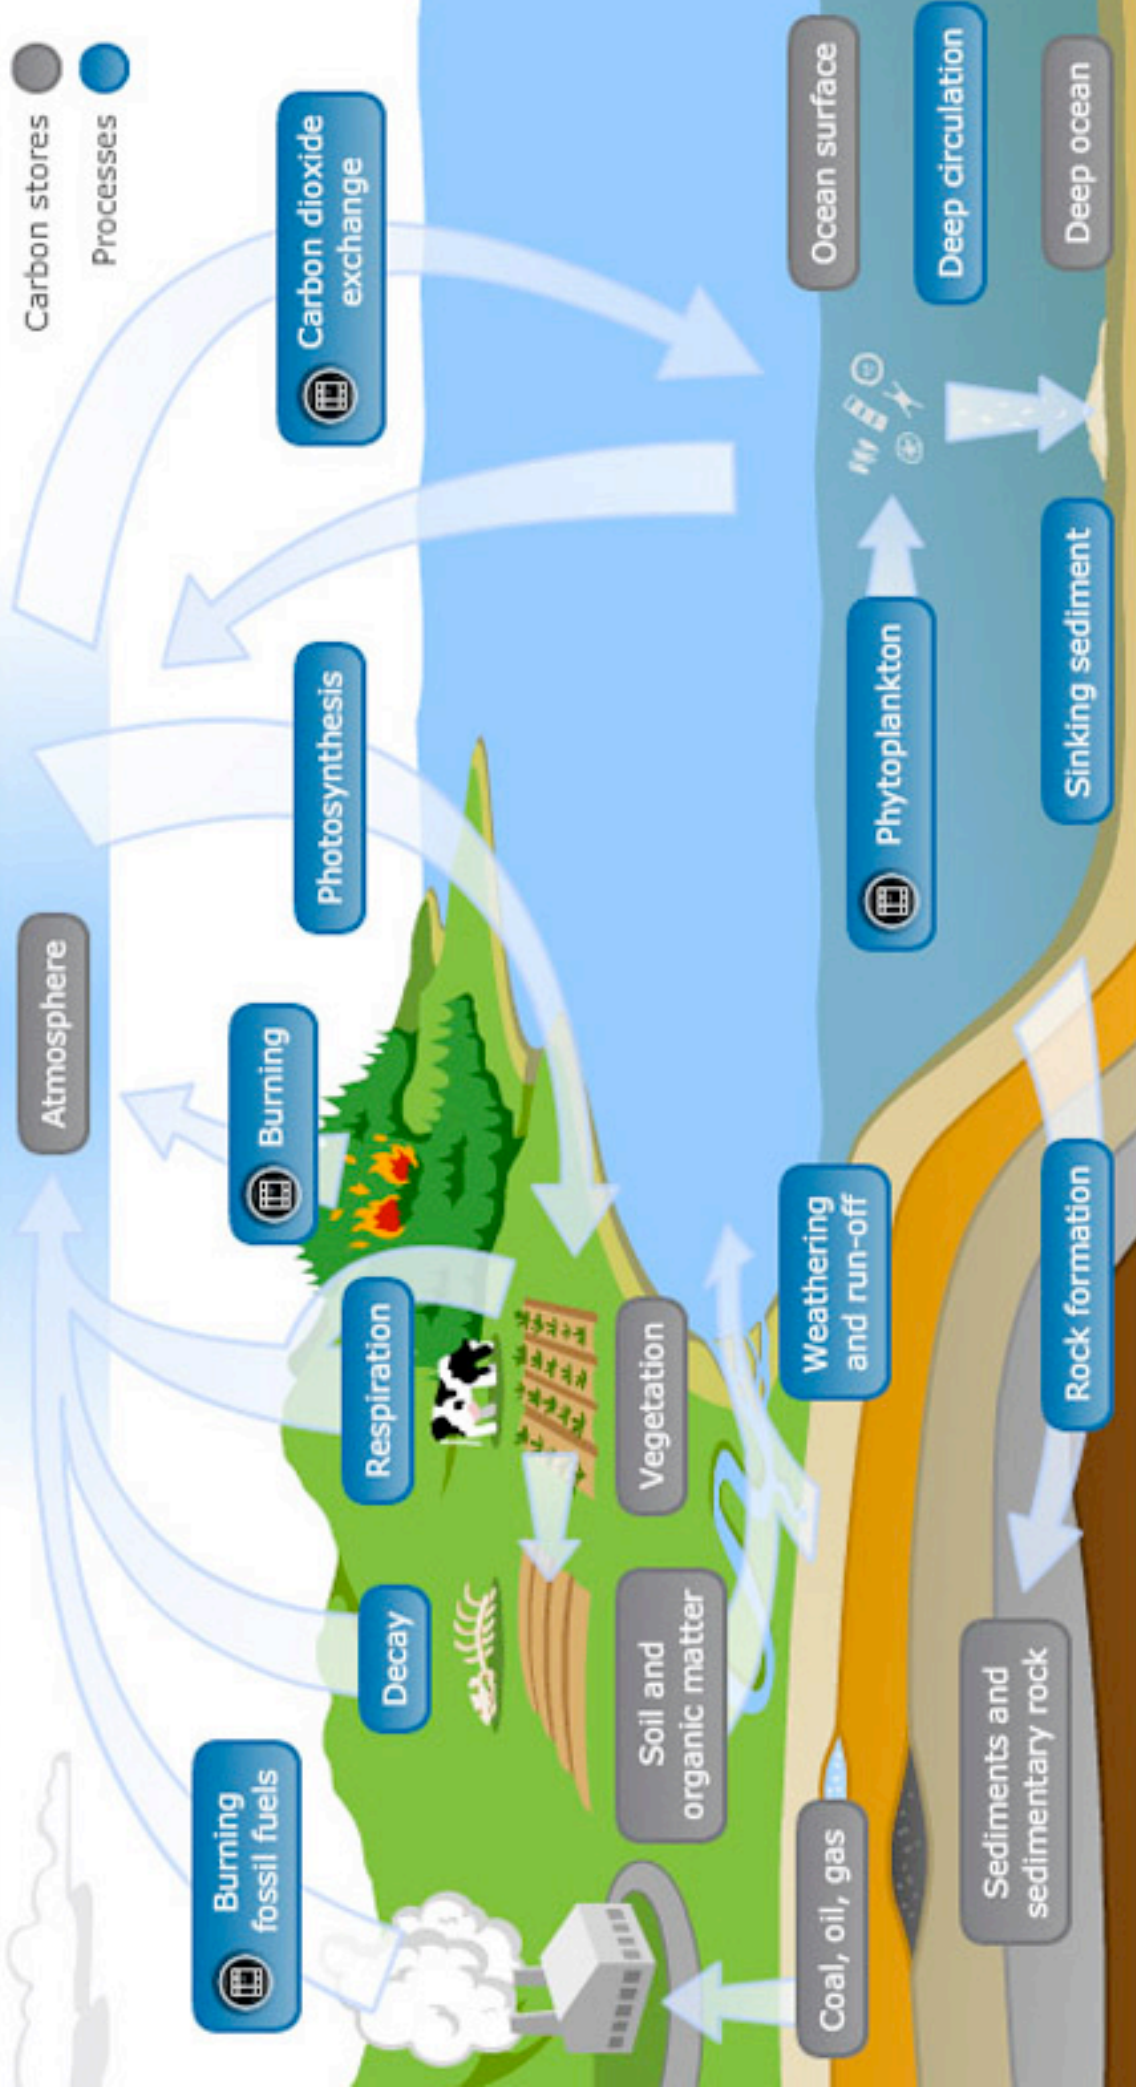 Carbon stores
Processes
Atmosphere
Burning
fossil fuels
Decay
Respiration
Burning
Photosynthesis
Carbon dioxide
exchange
Soil and
organic matter
Vegetation
Coal, oil, gas
Weathering
and run-off
Phytoplankton
Ocean surface
Deep circulation
Sediments and
sedimentary rock
Rock formation
Sinking sediment
Deep ocean